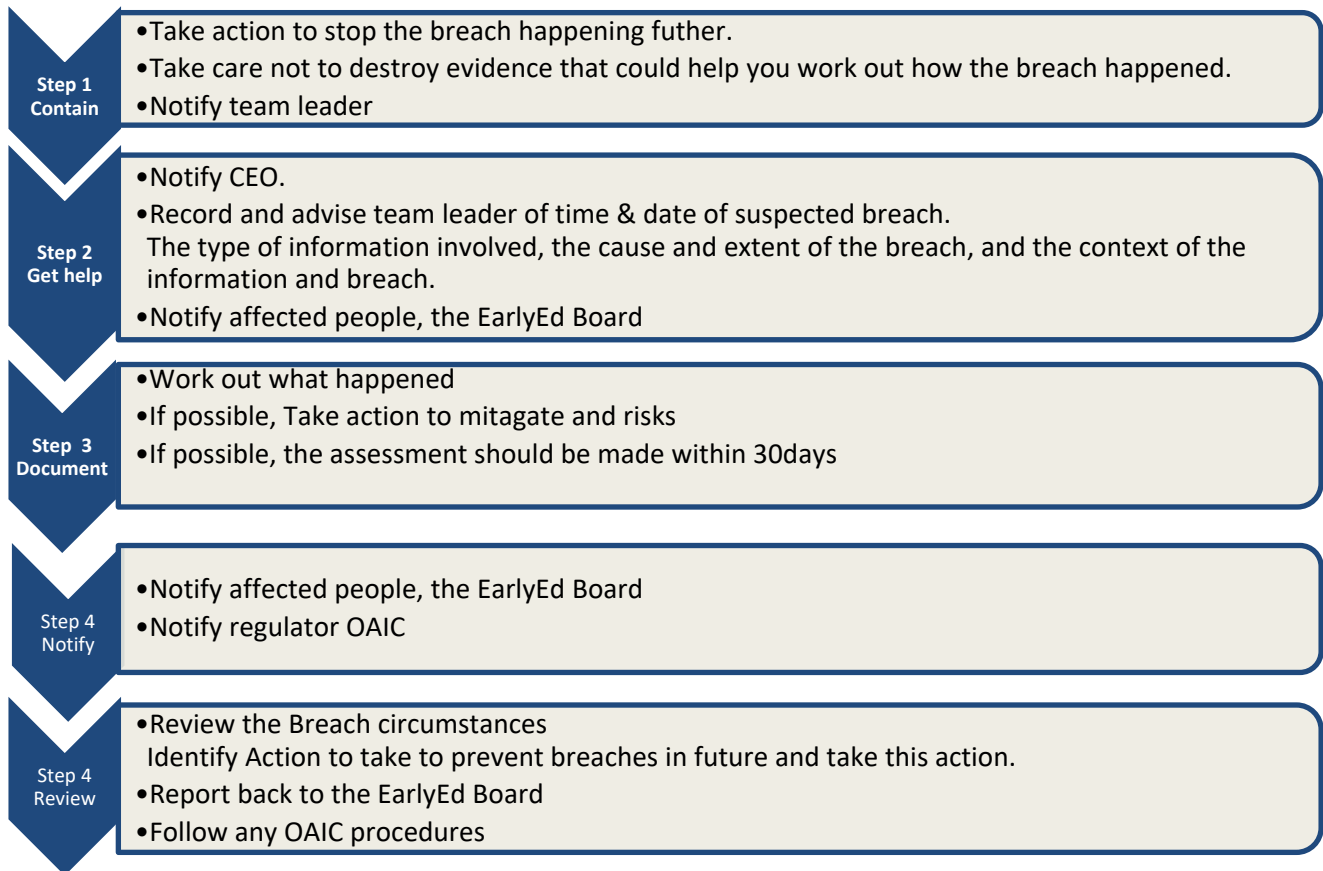 Step 1
Contain
•Take action to stop the breach happening futher.
•Take care not to destroy evidence that could help you work out how the breach happened.
•Notify team leader
Step 2
Get help
•Notify CEO.
•Record and advise team leader of time & date of suspected breach.
The type of information involved, the cause and extent of the breach, and the context of the
information and breach.
•Notify affected people, the EarlyEd Board
Step 3
Document
•Work out what happened
•If possible, Take action to mitagate and risks
•If possible, the assessment should be made within 30days
Step 4
Notify
•Notify affected people, the EarlyEd Board
•Notify regulator OAIC
Step 4
Review
•Review the Breach circumstances
Identify Action to take to prevent breaches in future and take this action.
•Report back to the EarlyEd Board
•Follow any OAIC procedures